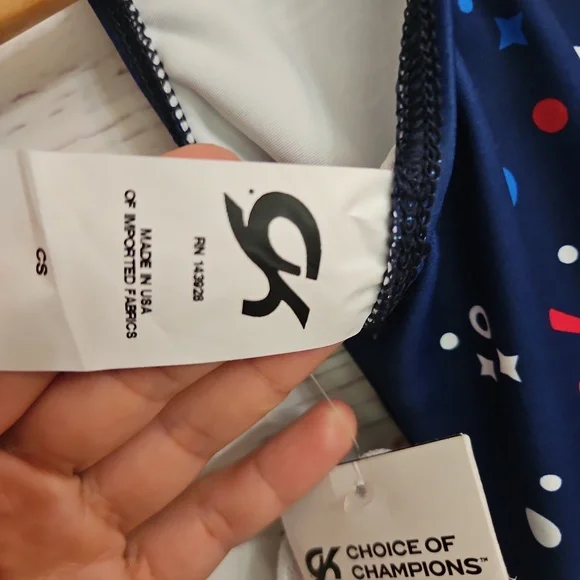 GK
RN 143928
MADE IN USA
OF IMPORTED FABRICS
CS
GK CHOICE OF
CHAMPIONS™